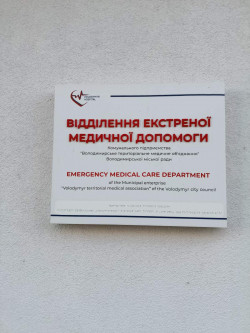 ВІДДІЛЕННЯ ЕКСТРЕНОЇ
МЕДИЧНОЇ ДОПОМОГИ
Комунального підприємства
"Володимирське територіальне медичне об'єднання"
Володимирської міської ради
EMERGENCY MEDICAL CARE DEPARTMENT
of the Municipal enterprise
"Volodymyr territorial medical association" of the Volodymyr city council